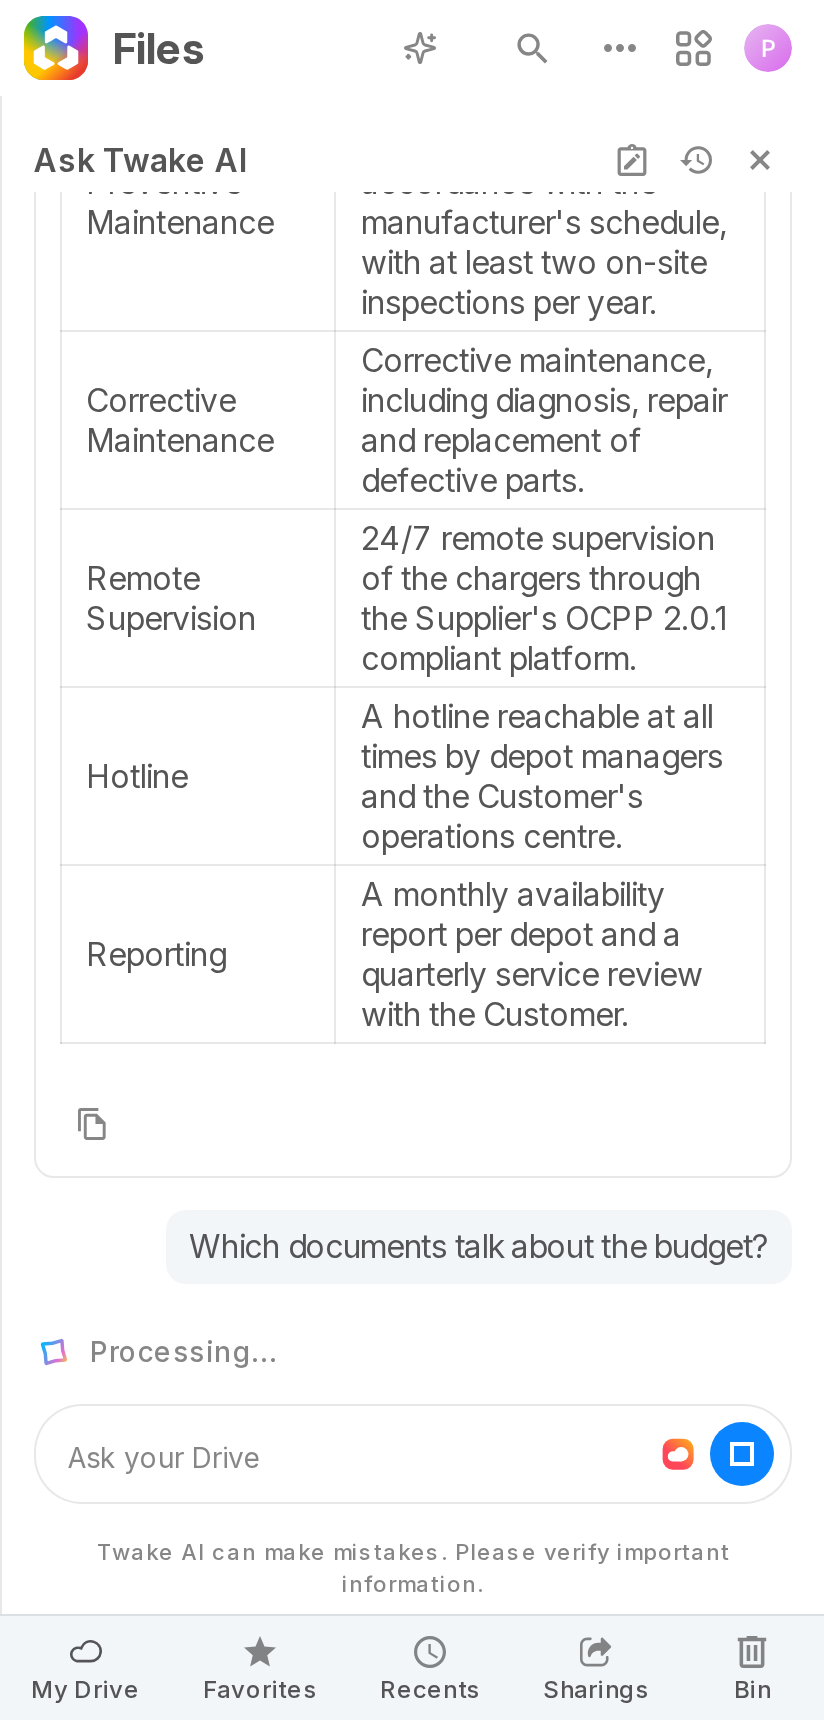 Files
P
Ask Twake AI
Maintenance
manufacturer's schedule,
with at least two on-site
inspections per year.
Corrective
Maintenance
Corrective maintenance,
including diagnosis, repair
and replacement of
defective parts.
Remote
Supervision
24/7 remote supervision
of the chargers through
the Supplier's OCPP 2.0.1
compliant platform.
Hotline
A hotline reachable at all
times by depot managers
and the Customer's
operations centre.
Reporting
A monthly availability
report per depot and a
quarterly service review
with the Customer.
Which documents talk about the budget?
Processing...
Ask your Drive
Twake AI can make mistakes. Please verify important
information.
My Drive
Favorites
Recents
Sharings
Bin